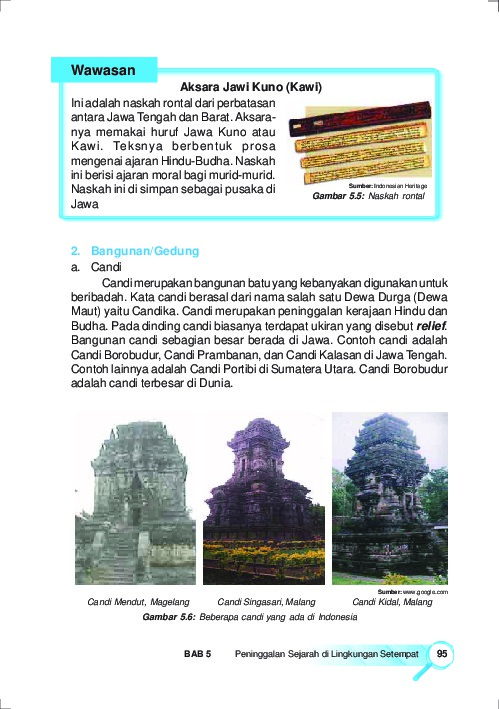 Wawasan
Aksara Jawi Kuno (Kawi)
Ini adalah naskah rontal dari perbatasan
antara Jawa Tengah dan Barat. Aksara-
nya memakai huruf Jawa Kuno atau
Kawi. Teksnya berbentuk prosa
mengenai ajaran Hindu-Budha. Naskah
ini berisi ajaran moral bagi murid-murid.
Naskah ini di simpan sebagai pusaka di
Jawa
Sumber: Indonesian Heritage
Gambar 5.5: Naskah rontal
2. Bangunan/Gedung
a. Candi
Candi merupakan bangunan batu yang kebanyakan digunakan untuk
beribadah. Kata candi berasal dari nama salah satu Dewa Durga (Dewa
Maut) yaitu Candika. Candi merupakan peninggalan kerajaan Hindu dan
Budha. Pada dinding candi biasanya terdapat ukiran yang disebut relief.
Bangunan candi sebagian besar berada di Jawa. Contoh candi adalah
Candi Borobudur, Candi Prambanan, dan Candi Kalasan di Jawa Tengah.
Contoh lainnya adalah Candi Portibi di Sumatera Utara. Candi Borobudur
adalah candi terbesar di Dunia.
Sumber: www.google.com
Candi Mendut, Magelang Candi Singasari, Malang Candi Kidal, Malang
Gambar 5.6: Beberapa candi yang ada di Indonesia
BAB 5 Peninggalan Sejarah di Lingkungan Setempat 95